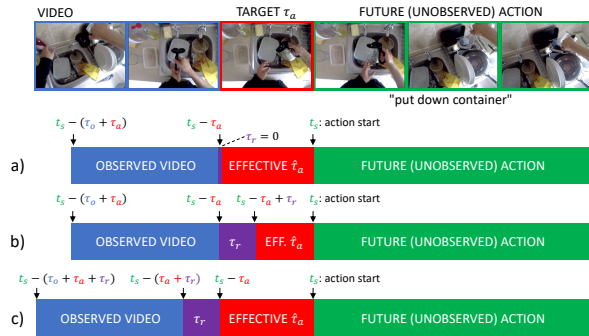 VIDEO TARGET τa FUTURE (UNOBSERVED) ACTION
"put down container"
ts − (τo + τa) ts − τa τr = 0 ts: action start
a) OBSERVED VIDEO EFFECTIVE τ̂a FUTURE (UNOBSERVED) ACTION
ts − (τo + τa) ts − τa ts − τa + τr ts: action start
b) OBSERVED VIDEO τr EFF. τ̂a FUTURE (UNOBSERVED) ACTION
ts − (τo + τa + τr) ts − (τa + τr) ts − τa ts: action start
c) OBSERVED VIDEO τr EFFECTIVE τ̂a FUTURE (UNOBSERVED) ACTION